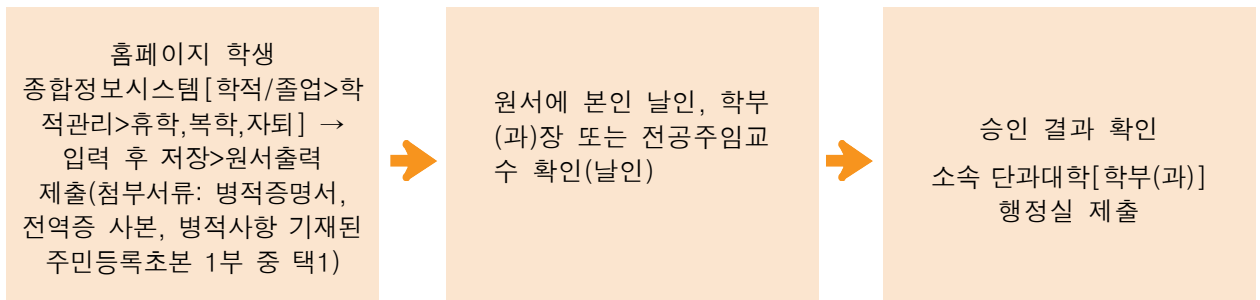 홈페이지 학생
종합정보시스템[학적/졸업>학
적관리>휴학,복학,자퇴] →
입력 후 저장>원서출력
제출(첨부서류: 병적증명서,
전역증 사본, 병적사항 기재된
주민등록초본 1부 중 택1)
원서에 본인 날인, 학부
(과)장 또는 전공주임교
수 확인(날인)
승인 결과 확인
소속 단과대학[학부(과)]
행정실 제출